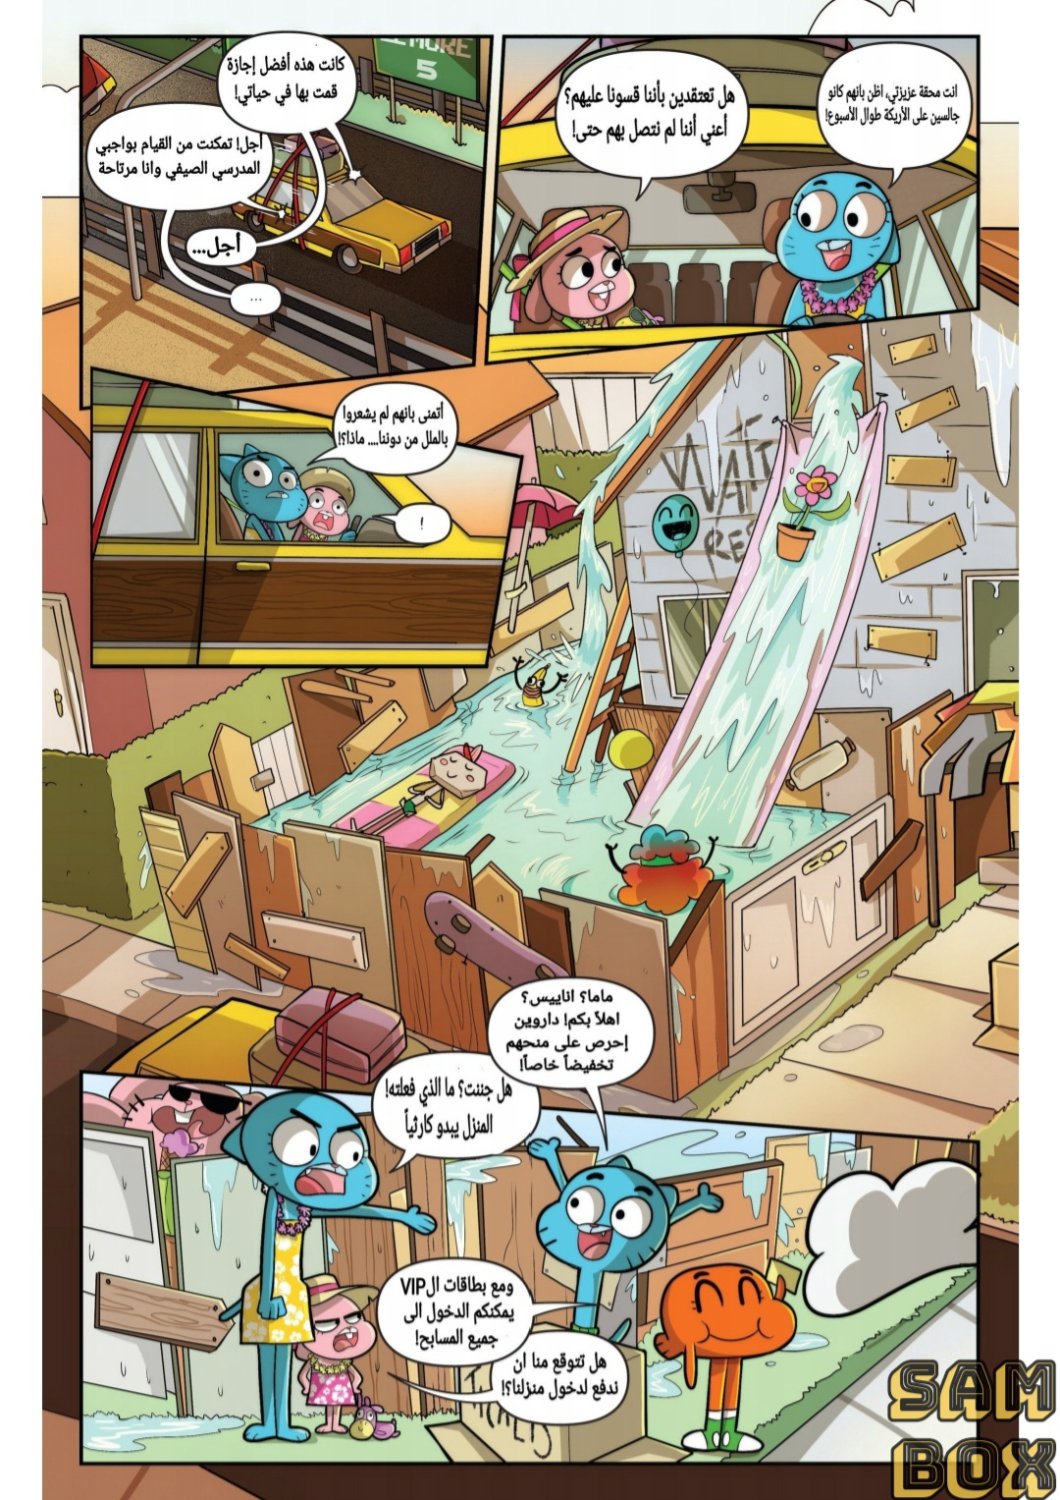 كانت هذه أفضل إجازة
قمت بها في حياتي!
أجل! تمكنت من القيام بواجبي
المدرسي الصيفي وانا مرتاحة
أجل...
...
5
هل تعتقدين بأننا قسونا عليهم؟
أعني أننا لم نتصل بهم حتى!
انت محقة عزيزتي، اظن بانهم كانو
جالسين على الأريكة طوال الأسبوع!
أتمنى بانهم لم يشعروا
بالملل من دوننا.... ماذا؟!
!
ماما؟ اناييس؟
اهلاً بكم! داروين
إحرص على منحهم
تخفيضاً خاصاً!
هل جننت؟ ما الذي فعلته!
المنزل يبدو كارثياً
ومع بطاقات الVIP
يمكنكم الدخول الى
جميع المسابح!
هل تتوقع منا ان
ندفع لدخول منزلنا؟!
SAM
BOX